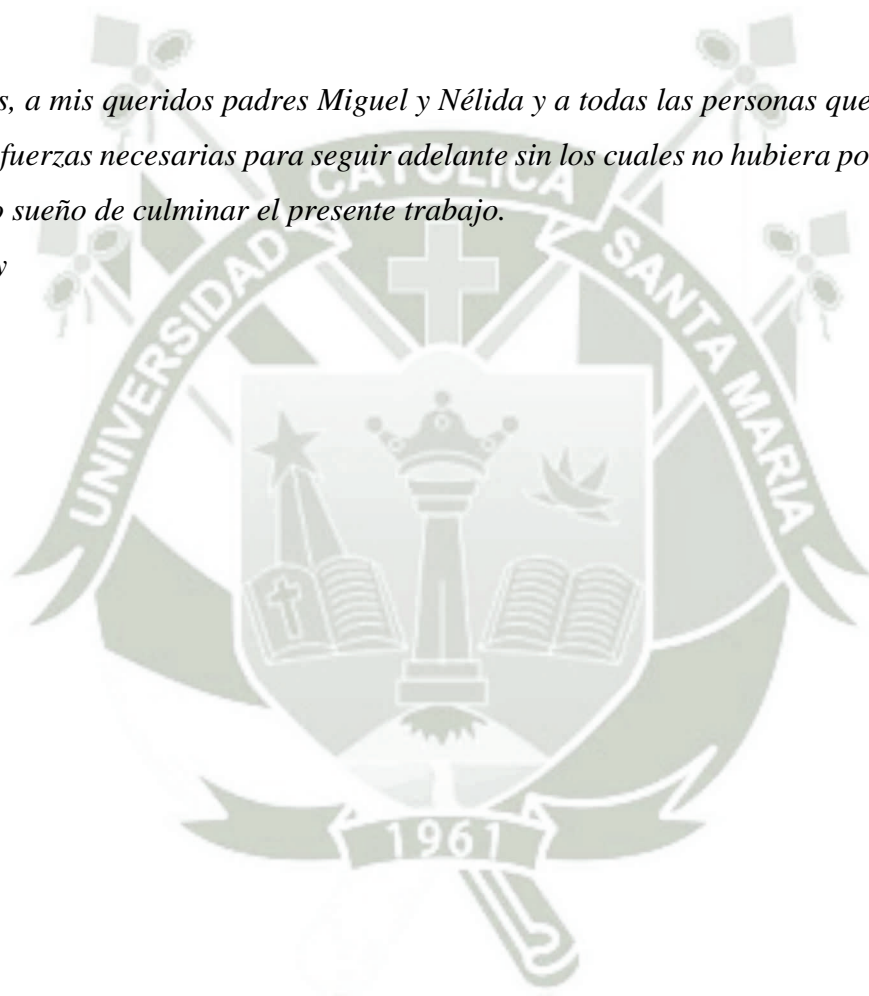 s, a mis queridos padres Miguel y Nélida y a todas las personas que
fuerzas necesarias para seguir adelante sin los cuales no hubiera po
o sueño de culminar el presente trabajo.
y
UNIVERSIDAD CATOLICA SANTA MARIA
1961